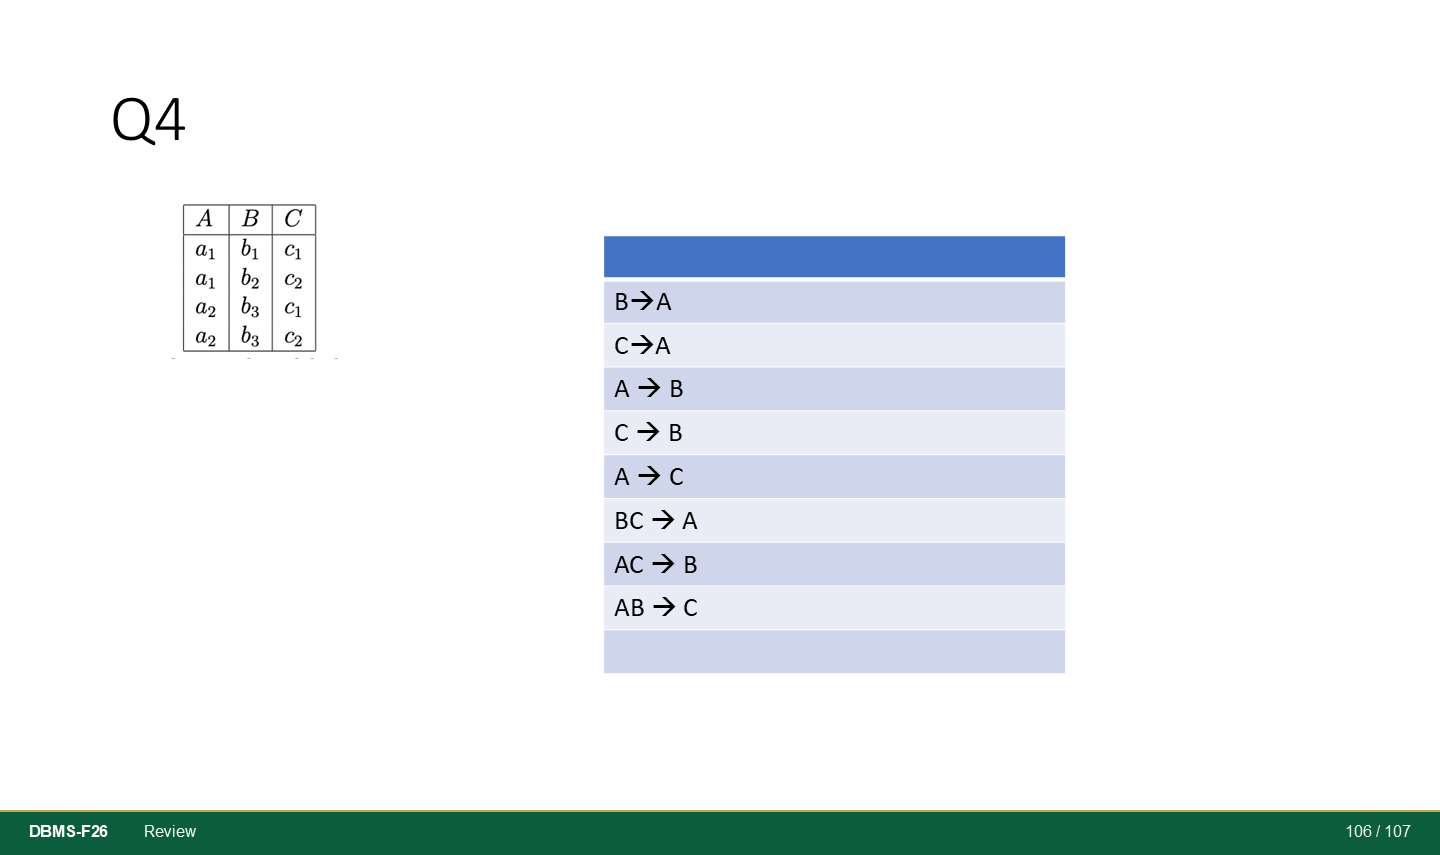 Q4
A B C
a₁ b₁ c₁
a₁ b₂ c₂
a₂ b₃ c₁
a₂ b₃ c₂
B→A
C→A
A → B
C → B
A → C
BC → A
AC → B
AB → C
DBMS-F26 Review 106 / 107